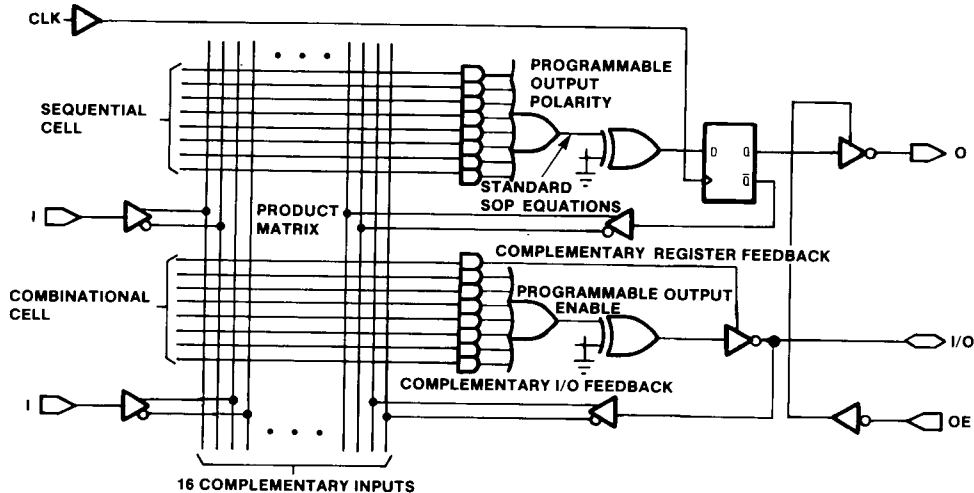 CLK
PROGRAMMABLE
OUTPUT
POLARITY
SEQUENTIAL
CELL
D Q
Q̅
O
STANDARD
SOP EQUATIONS
I
PRODUCT
MATRIX
COMPLEMENTARY REGISTER FEEDBACK
COMBINATIONAL
CELL
PROGRAMMABLE OUTPUT
ENABLE
I/O
COMPLEMENTARY I/O FEEDBACK
I
OE
16 COMPLEMENTARY INPUTS